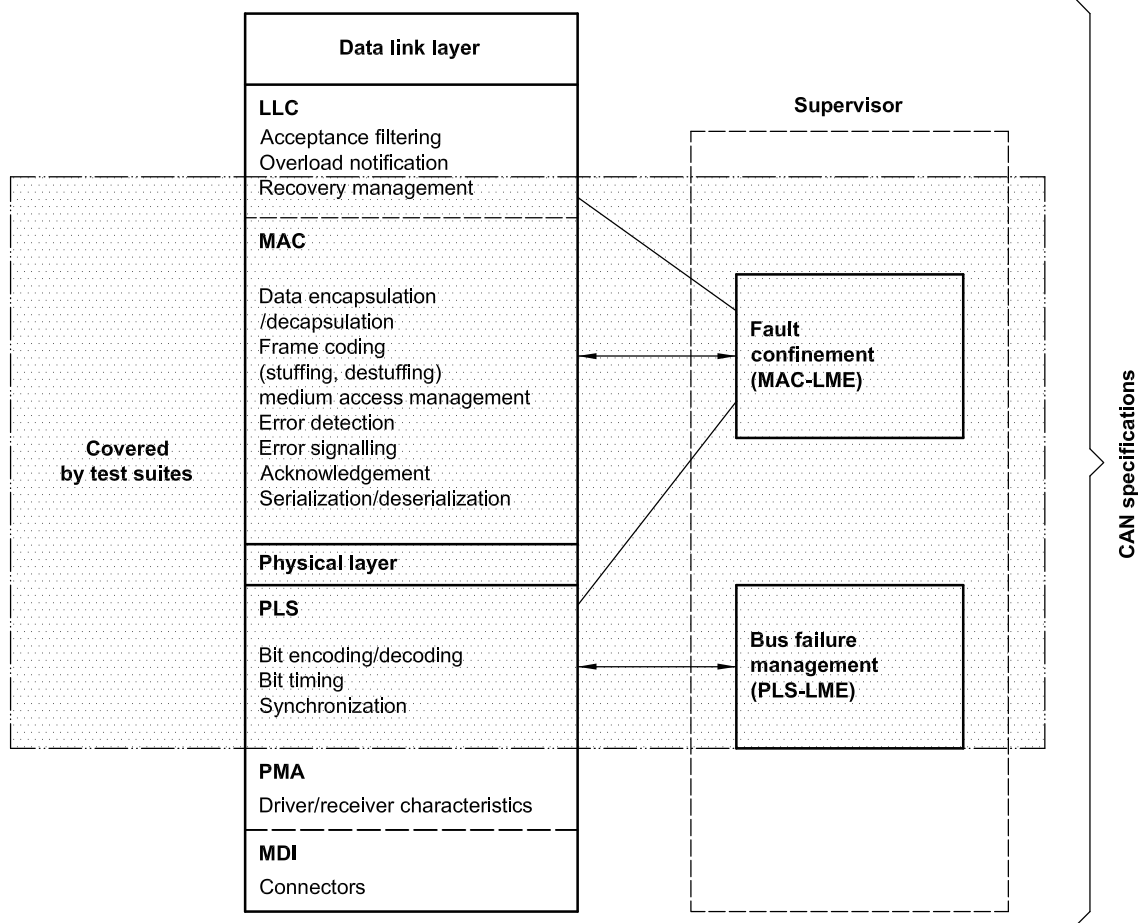 Data link layer
LLC
Acceptance filtering
Overload notification
Recovery management
MAC
Data encapsulation
/decapsulation
Frame coding
(stuffing, destuffing)
medium access management
Error detection
Error signalling
Acknowledgement
Serialization/deserialization
Physical layer
PLS
Bit encoding/decoding
Bit timing
Synchronization
PMA
Driver/receiver characteristics
MDI
Connectors
Covered
by test suites
Supervisor
Fault
confinement
(MAC-LME)
Bus failure
management
(PLS-LME)
CAN specifications